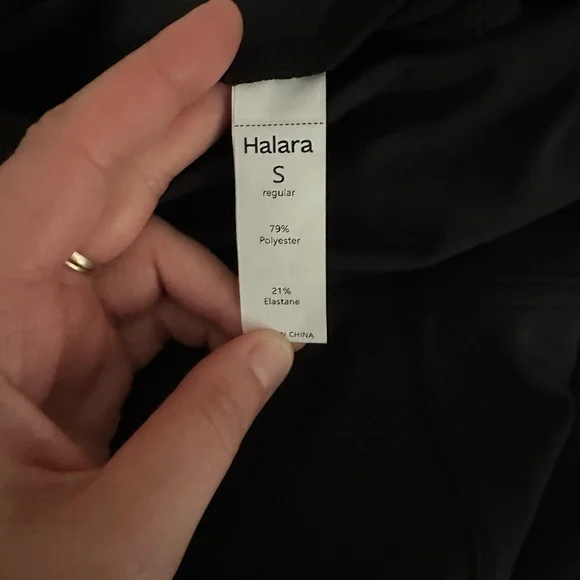 Halara
S
regular
79%
Polyester
21%
Elastane
CHINA